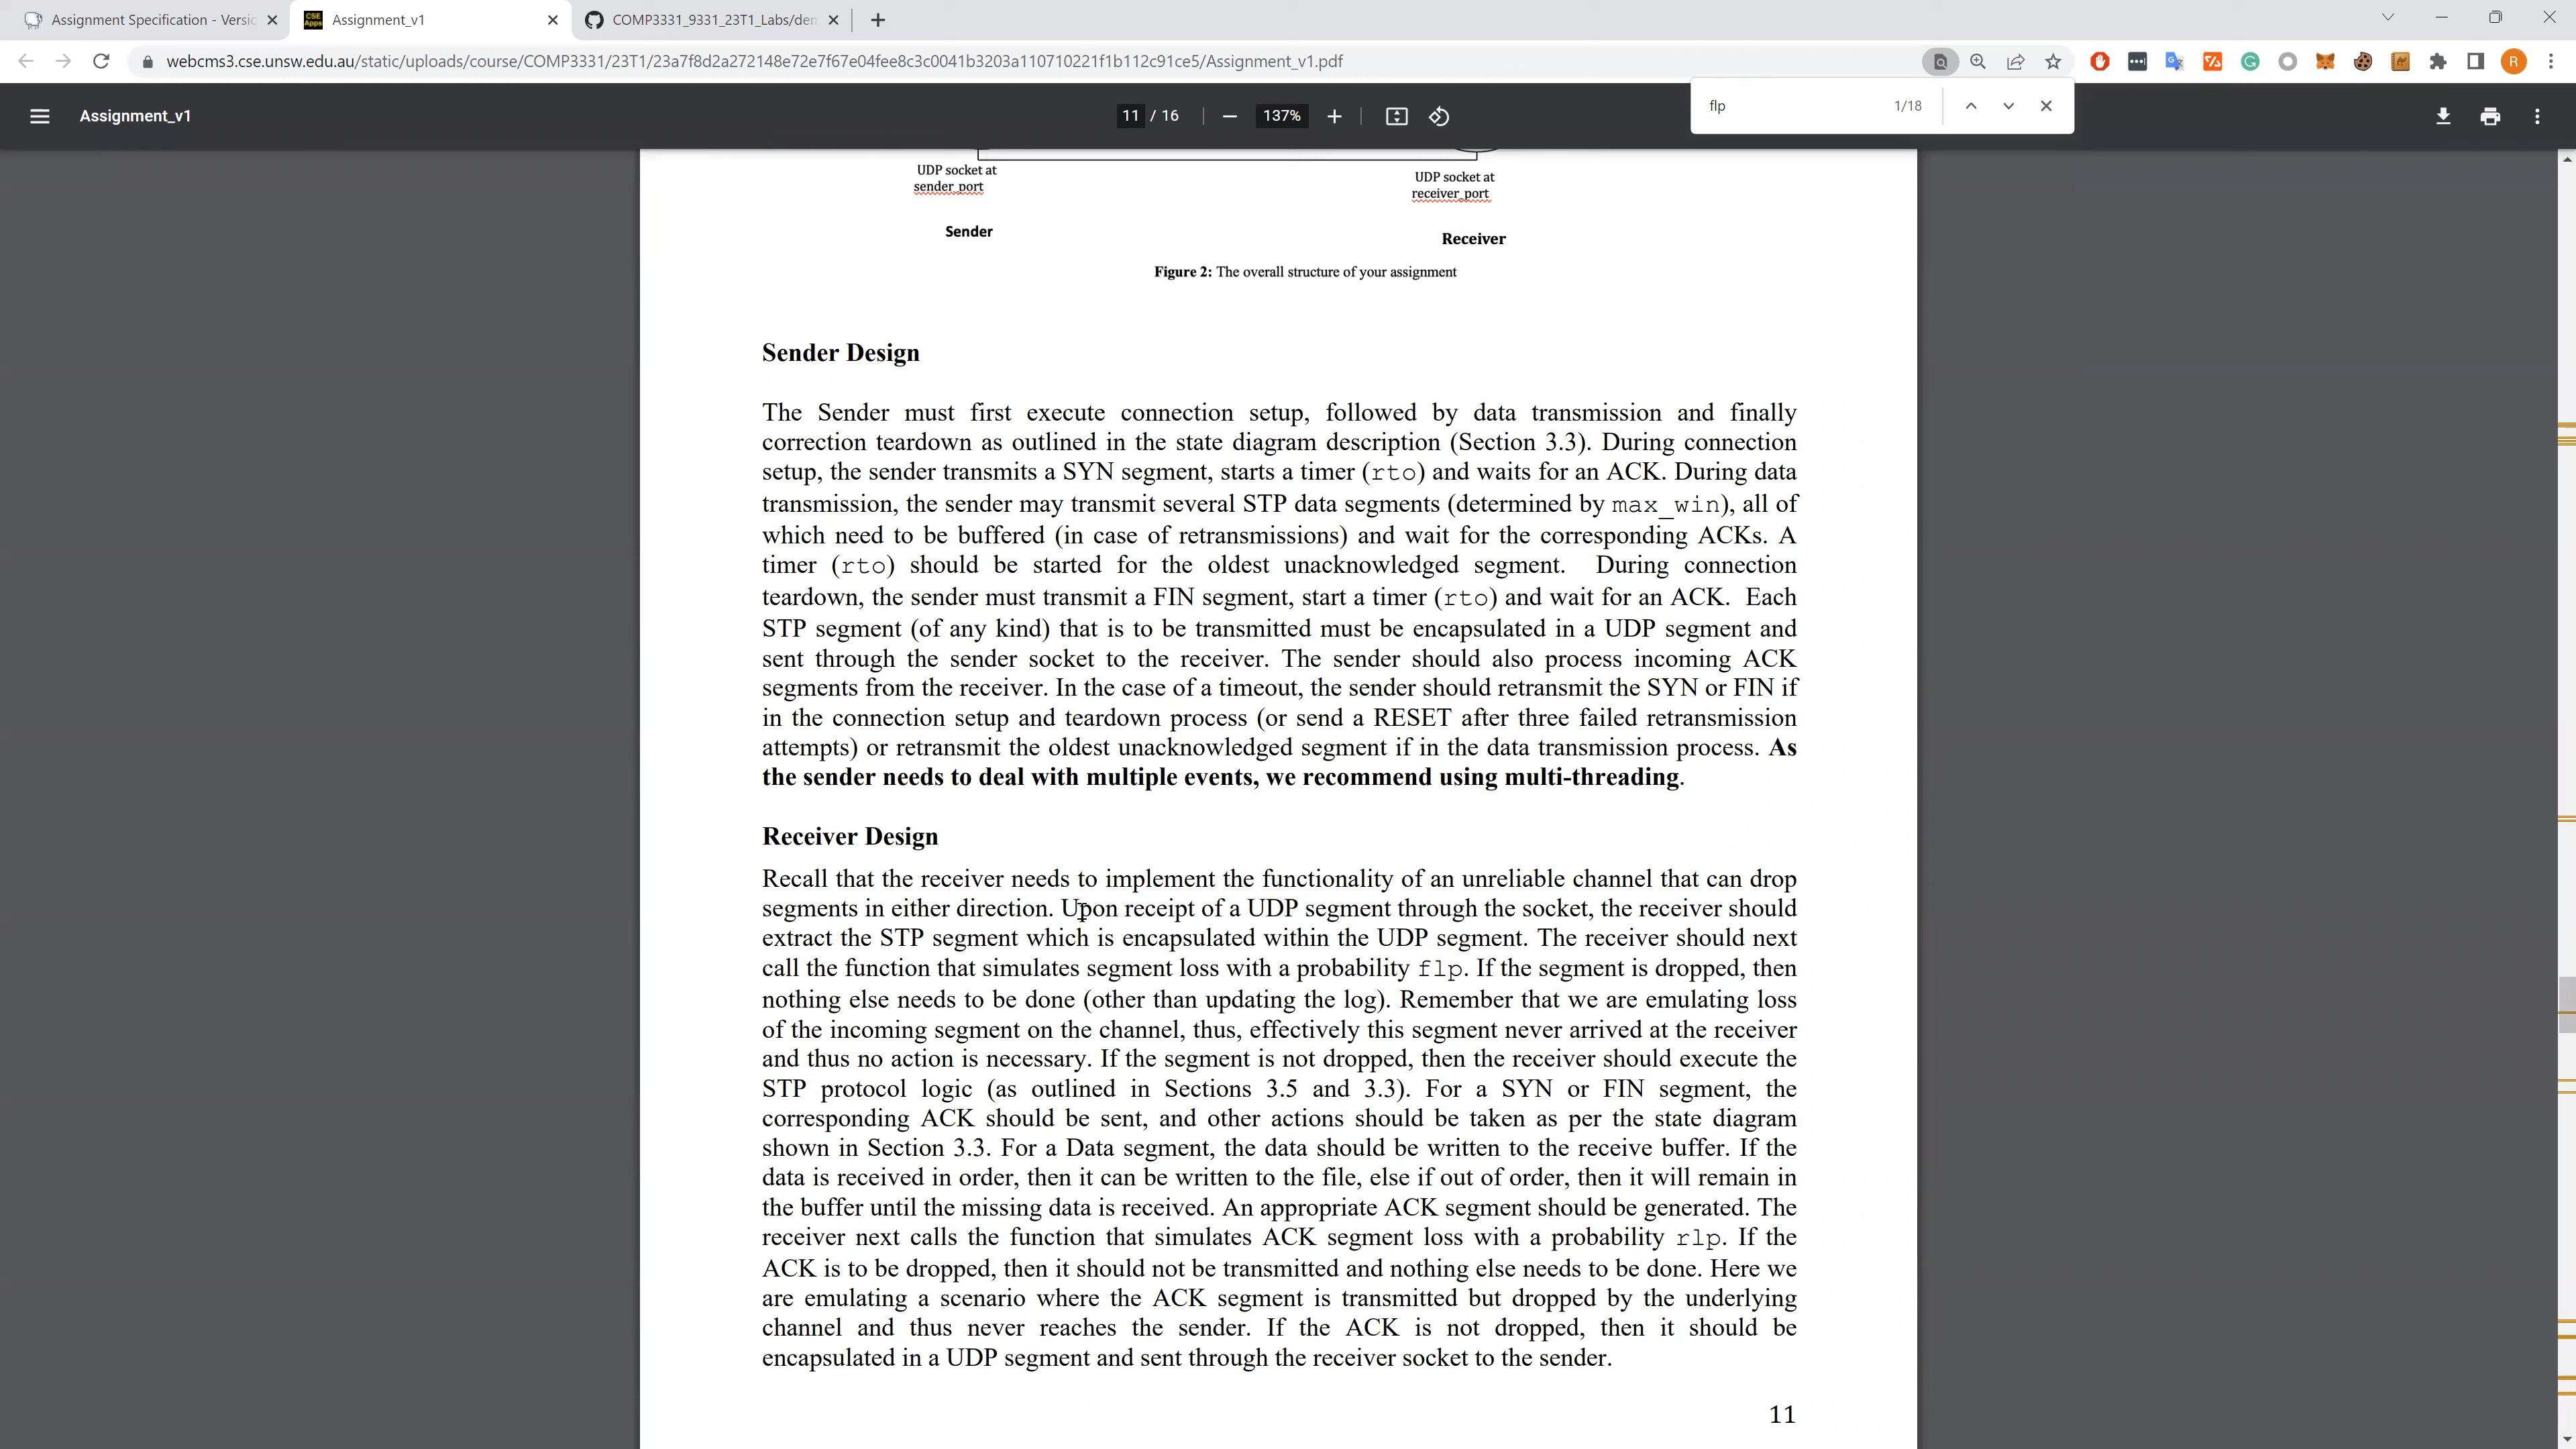 Assignment Specification - Versic
Assignment_v1
COMP3331_9331_23T1_Labs/den
webcms3.cse.unsw.edu.au/static/uploads/course/COMP3331/23T1/23a7f8d2a272148e72e7f67e04fee8c3c0041b3203a110710221f1b112c91ce5/Assignment_v1.pdf
R
Assignment_v1
11 / 16
137%
flp
1/18
UDP socket at
sender_port
UDP socket at
receiver_port
Sender
Receiver
Figure 2: The overall structure of your assignment
Sender Design
The Sender must first execute connection setup, followed by data transmission and finally
correction teardown as outlined in the state diagram description (Section 3.3). During connection
setup, the sender transmits a SYN segment, starts a timer (rto) and waits for an ACK. During data
transmission, the sender may transmit several STP data segments (determined by max_win), all of
which need to be buffered (in case of retransmissions) and wait for the corresponding ACKs. A
timer (rto) should be started for the oldest unacknowledged segment. During connection
teardown, the sender must transmit a FIN segment, start a timer (rto) and wait for an ACK. Each
STP segment (of any kind) that is to be transmitted must be encapsulated in a UDP segment and
sent through the sender socket to the receiver. The sender should also process incoming ACK
segments from the receiver. In the case of a timeout, the sender should retransmit the SYN or FIN if
in the connection setup and teardown process (or send a RESET after three failed retransmission
attempts) or retransmit the oldest unacknowledged segment if in the data transmission process. As
the sender needs to deal with multiple events, we recommend using multi-threading.
Receiver Design
Recall that the receiver needs to implement the functionality of an unreliable channel that can drop
segments in either direction. Upon receipt of a UDP segment through the socket, the receiver should
extract the STP segment which is encapsulated within the UDP segment. The receiver should next
call the function that simulates segment loss with a probability flp. If the segment is dropped, then
nothing else needs to be done (other than updating the log). Remember that we are emulating loss
of the incoming segment on the channel, thus, effectively this segment never arrived at the receiver
and thus no action is necessary. If the segment is not dropped, then the receiver should execute the
STP protocol logic (as outlined in Sections 3.5 and 3.3). For a SYN or FIN segment, the
corresponding ACK should be sent, and other actions should be taken as per the state diagram
shown in Section 3.3. For a Data segment, the data should be written to the receive buffer. If the
data is received in order, then it can be written to the file, else if out of order, then it will remain in
the buffer until the missing data is received. An appropriate ACK segment should be generated. The
receiver next calls the function that simulates ACK segment loss with a probability rlp. If the
ACK is to be dropped, then it should not be transmitted and nothing else needs to be done. Here we
are emulating a scenario where the ACK segment is transmitted but dropped by the underlying
channel and thus never reaches the sender. If the ACK is not dropped, then it should be
encapsulated in a UDP segment and sent through the receiver socket to the sender.
11